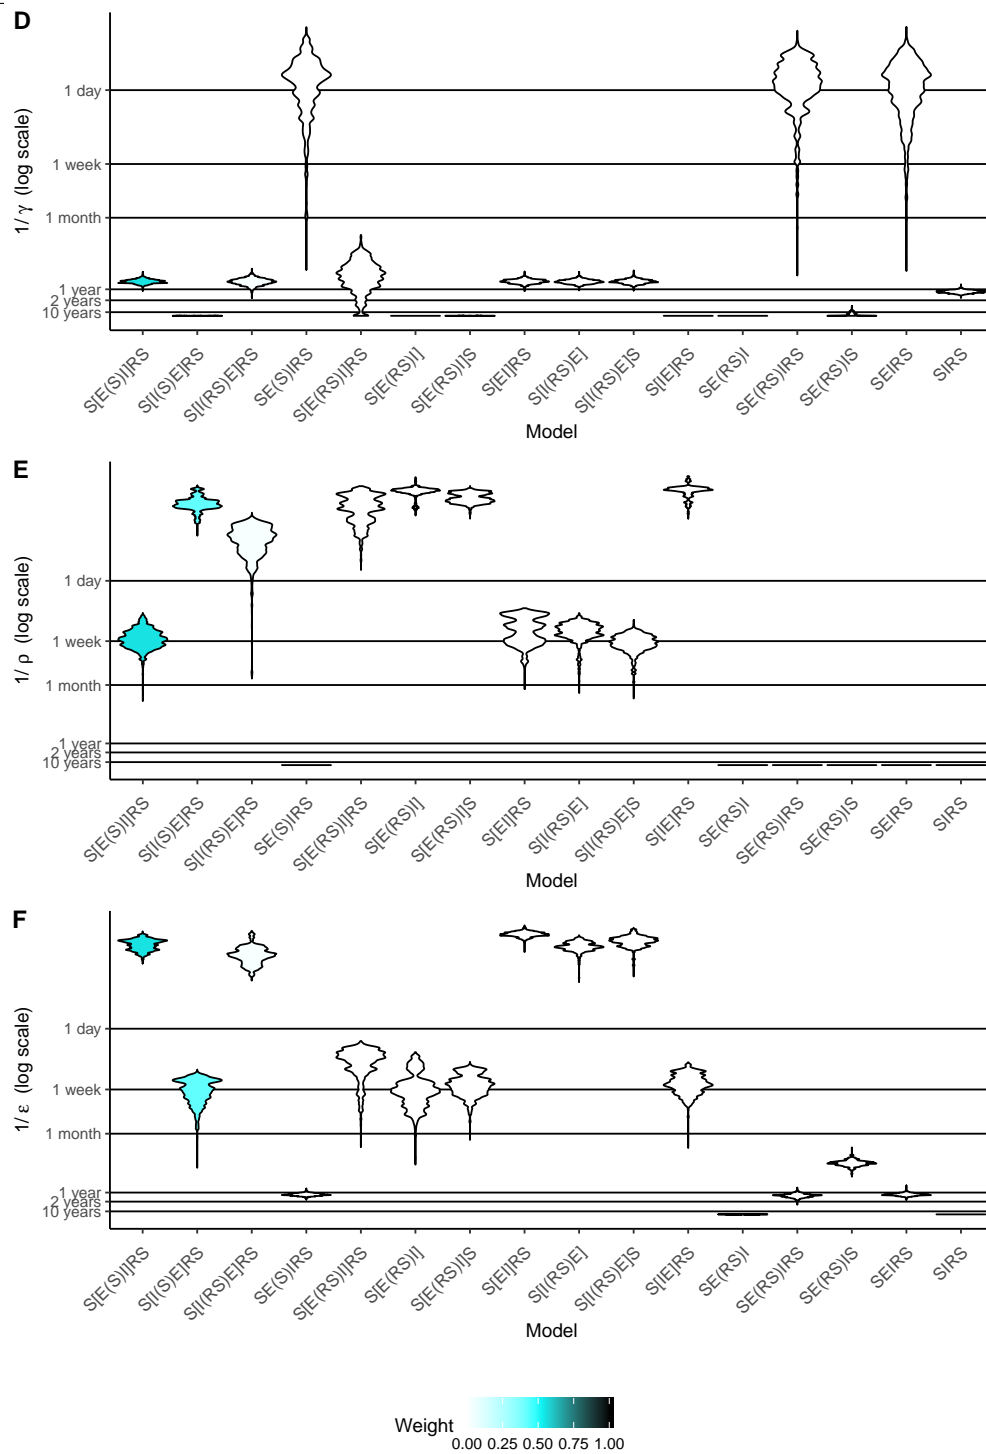 D
1/ γ (log scale)
1 day
1 week
1 month
1 year
2 years
10 years
S[E(S)I]RS
S[I(S)E]RS
S[I(RS)E]RS
SE(S)IRS
S[E(RS)I]RS
S[E(RS)I]
S[E(RS)I]S
S[EI]RS
S[I(RS)E]
S[I(RS)E]S
S[IE]RS
SE(RS)I
SE(RS)IRS
SE(RS)IS
SEIRS
SIRS
Model
E
1/ ρ (log scale)
1 day
1 week
1 month
1 year
2 years
10 years
S[E(S)I]RS
S[I(S)E]RS
S[I(RS)E]RS
SE(S)IRS
S[E(RS)I]RS
S[E(RS)I]
S[E(RS)I]S
S[EI]RS
S[I(RS)E]
S[I(RS)E]S
S[IE]RS
SE(RS)I
SE(RS)IRS
SE(RS)IS
SEIRS
SIRS
Model
F
1/ ε (log scale)
1 day
1 week
1 month
1 year
2 years
10 years
S[E(S)I]RS
S[I(S)E]RS
S[I(RS)E]RS
SE(S)IRS
S[E(RS)I]RS
S[E(RS)I]
S[E(RS)I]S
S[EI]RS
S[I(RS)E]
S[I(RS)E]S
S[IE]RS
SE(RS)I
SE(RS)IRS
SE(RS)IS
SEIRS
SIRS
Model
Weight
0.00 0.25 0.50 0.75 1.00